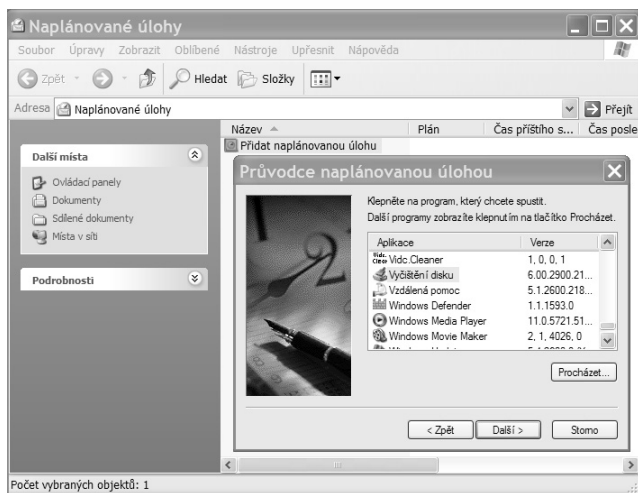 Naplánované úlohy
Soubor Úpravy Zobrazit Oblíbené Nástroje Upřesnit Nápověda
Zpět Hledat Složky
Adresa Naplánované úlohy Přejít
Název Plán Čas příštího s... Čas posle
Přidat naplánovanou úlohu
Další místa
Ovládací panely
Dokumenty
Sdílené dokumenty
Místa v síti
Podrobnosti
Průvodce naplánovanou úlohou
Klepněte na program, který chcete spustit.
Další programy zobrazíte klepnutím na tlačítko Procházet.
Aplikace Verze
Vidc.Cleaner 1, 0, 0, 1
Vyčištění disku 6.00.2900.21...
Vzdálená pomoc 5.1.2600.218...
Windows Defender 1.1.1593.0
Windows Media Player 11.0.5721.51...
Windows Movie Maker 2, 1, 4026, 0
Procházet...
< Zpět Další > Storno
Počet vybraných objektů: 1